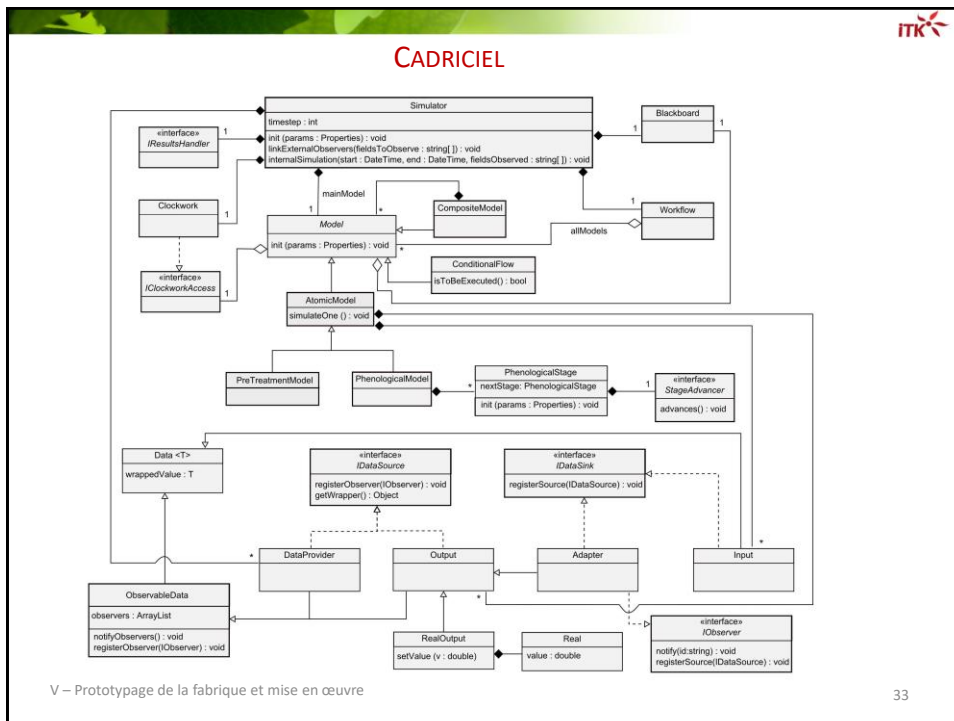 iTK
CADRICIEL
Simulator
timestep : int
init (params : Properties) : void
linkExternalObservers(fieldsToObserve : string[ ]) : void
internalSimulation(start : DateTime, end : DateTime, fieldsObserved : string[ ]) : void
Blackboard
1
1
«interface»
IResultsHandler
1
Clockwork
1
«interface»
IClockworkAccess
1
mainModel
1
*
Model
init (params : Properties) : void
CompositeModel
1
Workflow
allModels
*
ConditionalFlow
isToBeExecuted() : bool
AtomicModel
simulateOne () : void
PreTreatmentModel
PhenologicalModel
*
PhenologicalStage
nextStage: PhenologicalStage
init (params : Properties) : void
1
«interface»
StageAdvancer
advances() : void
Data <T>
wrappedValue : T
«interface»
IDataSource
registerObserver(IObserver) : void
getWrapper() : Object
«interface»
IDataSink
registerSource(IDataSource) : void
*
DataProvider
Output
*
Adapter
*
Input
ObservableData
observers : ArrayList
notifyObservers() : void
registerObserver(IObserver) : void
RealOutput
setValue (v : double)
Real
value : double
«interface»
IObserver
notify(id:string) : void
registerSource(IDataSource) : void
V – Prototypage de la fabrique et mise en œuvre
33